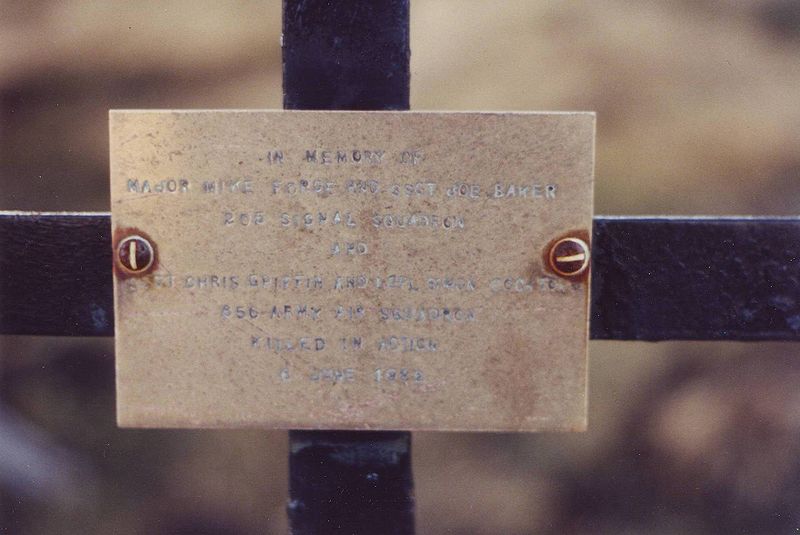 IN MEMORY OF
MAJOR MIKE FORGE AND SSGT JOE BAKER
205 SIGNAL SQUADRON
AND
SSGT CHRIS GRIFFIN AND LCPL SIMON
656 ARMY AIR SQUADRON
KILLED IN ACTION
6 JUNE 1982